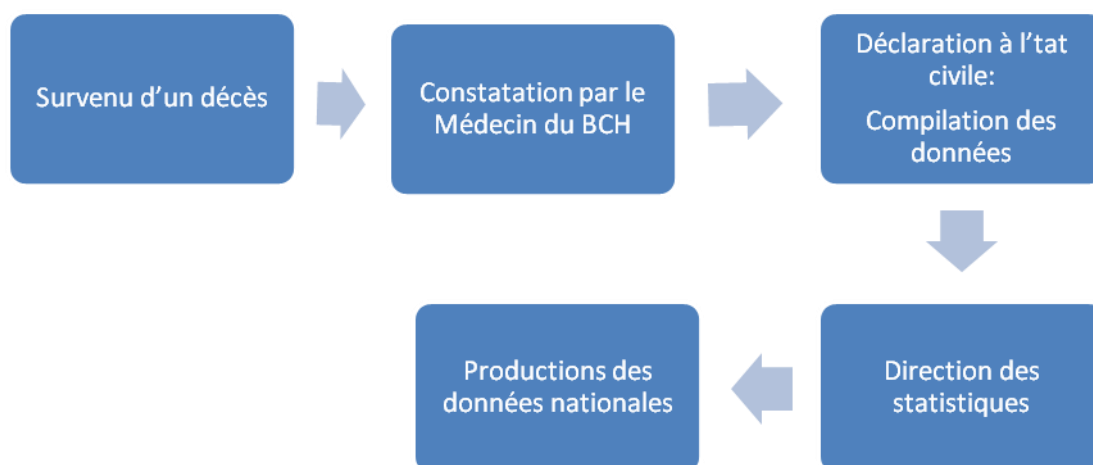 Survenu d'un décès
Constatation par le
Médecin du BCH
Déclaration à l'tat
civile:
Compilation des
données
Direction des
statistiques
Productions des
données nationales